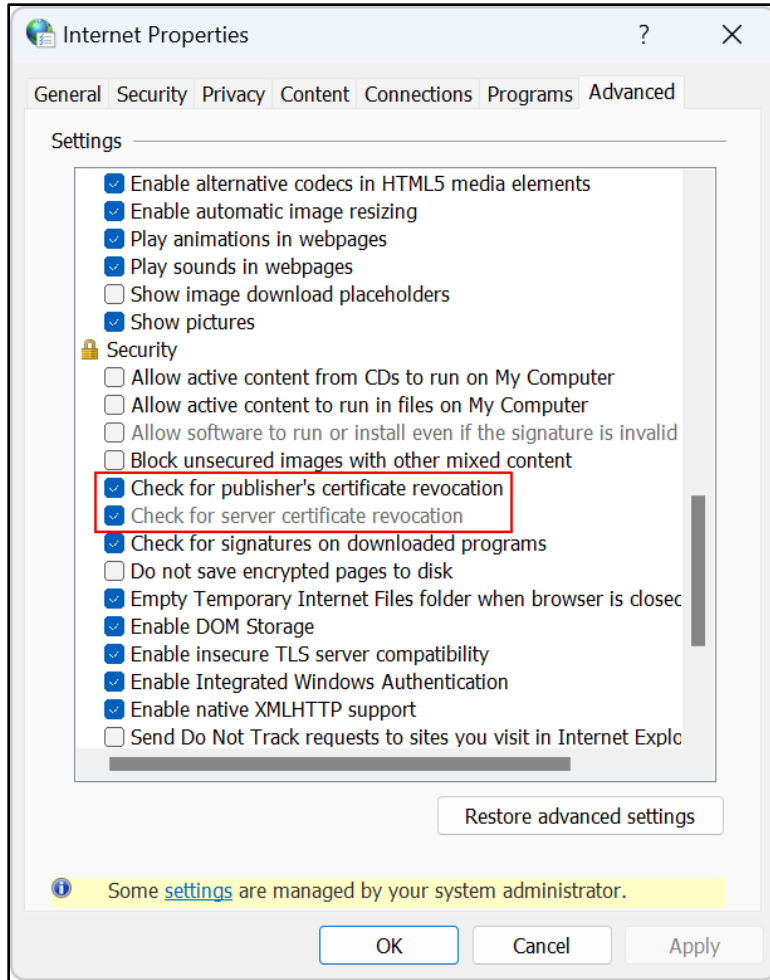 Internet Properties
General Security Privacy Content Connections Programs Advanced
Settings
Enable alternative codecs in HTML5 media elements
Enable automatic image resizing
Play animations in webpages
Play sounds in webpages
Show image download placeholders
Show pictures
Security
Allow active content from CDs to run on My Computer
Allow active content to run in files on My Computer
Allow software to run or install even if the signature is invalid
Block unsecured images with other mixed content
Check for publisher's certificate revocation
Check for server certificate revocation
Check for signatures on downloaded programs
Do not save encrypted pages to disk
Empty Temporary Internet Files folder when browser is closec
Enable DOM Storage
Enable insecure TLS server compatibility
Enable Integrated Windows Authentication
Enable native XMLHTTP support
Send Do Not Track requests to sites you visit in Internet Explo
Restore advanced settings
Some settings are managed by your system administrator.
OK Cancel Apply